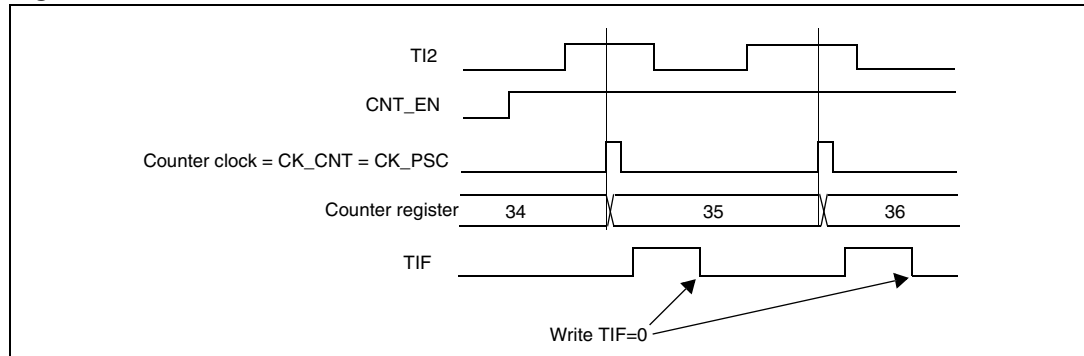 TI2
CNT_EN
Counter clock = CK_CNT = CK_PSC
Counter register 34 35 36
TIF
Write TIF=0